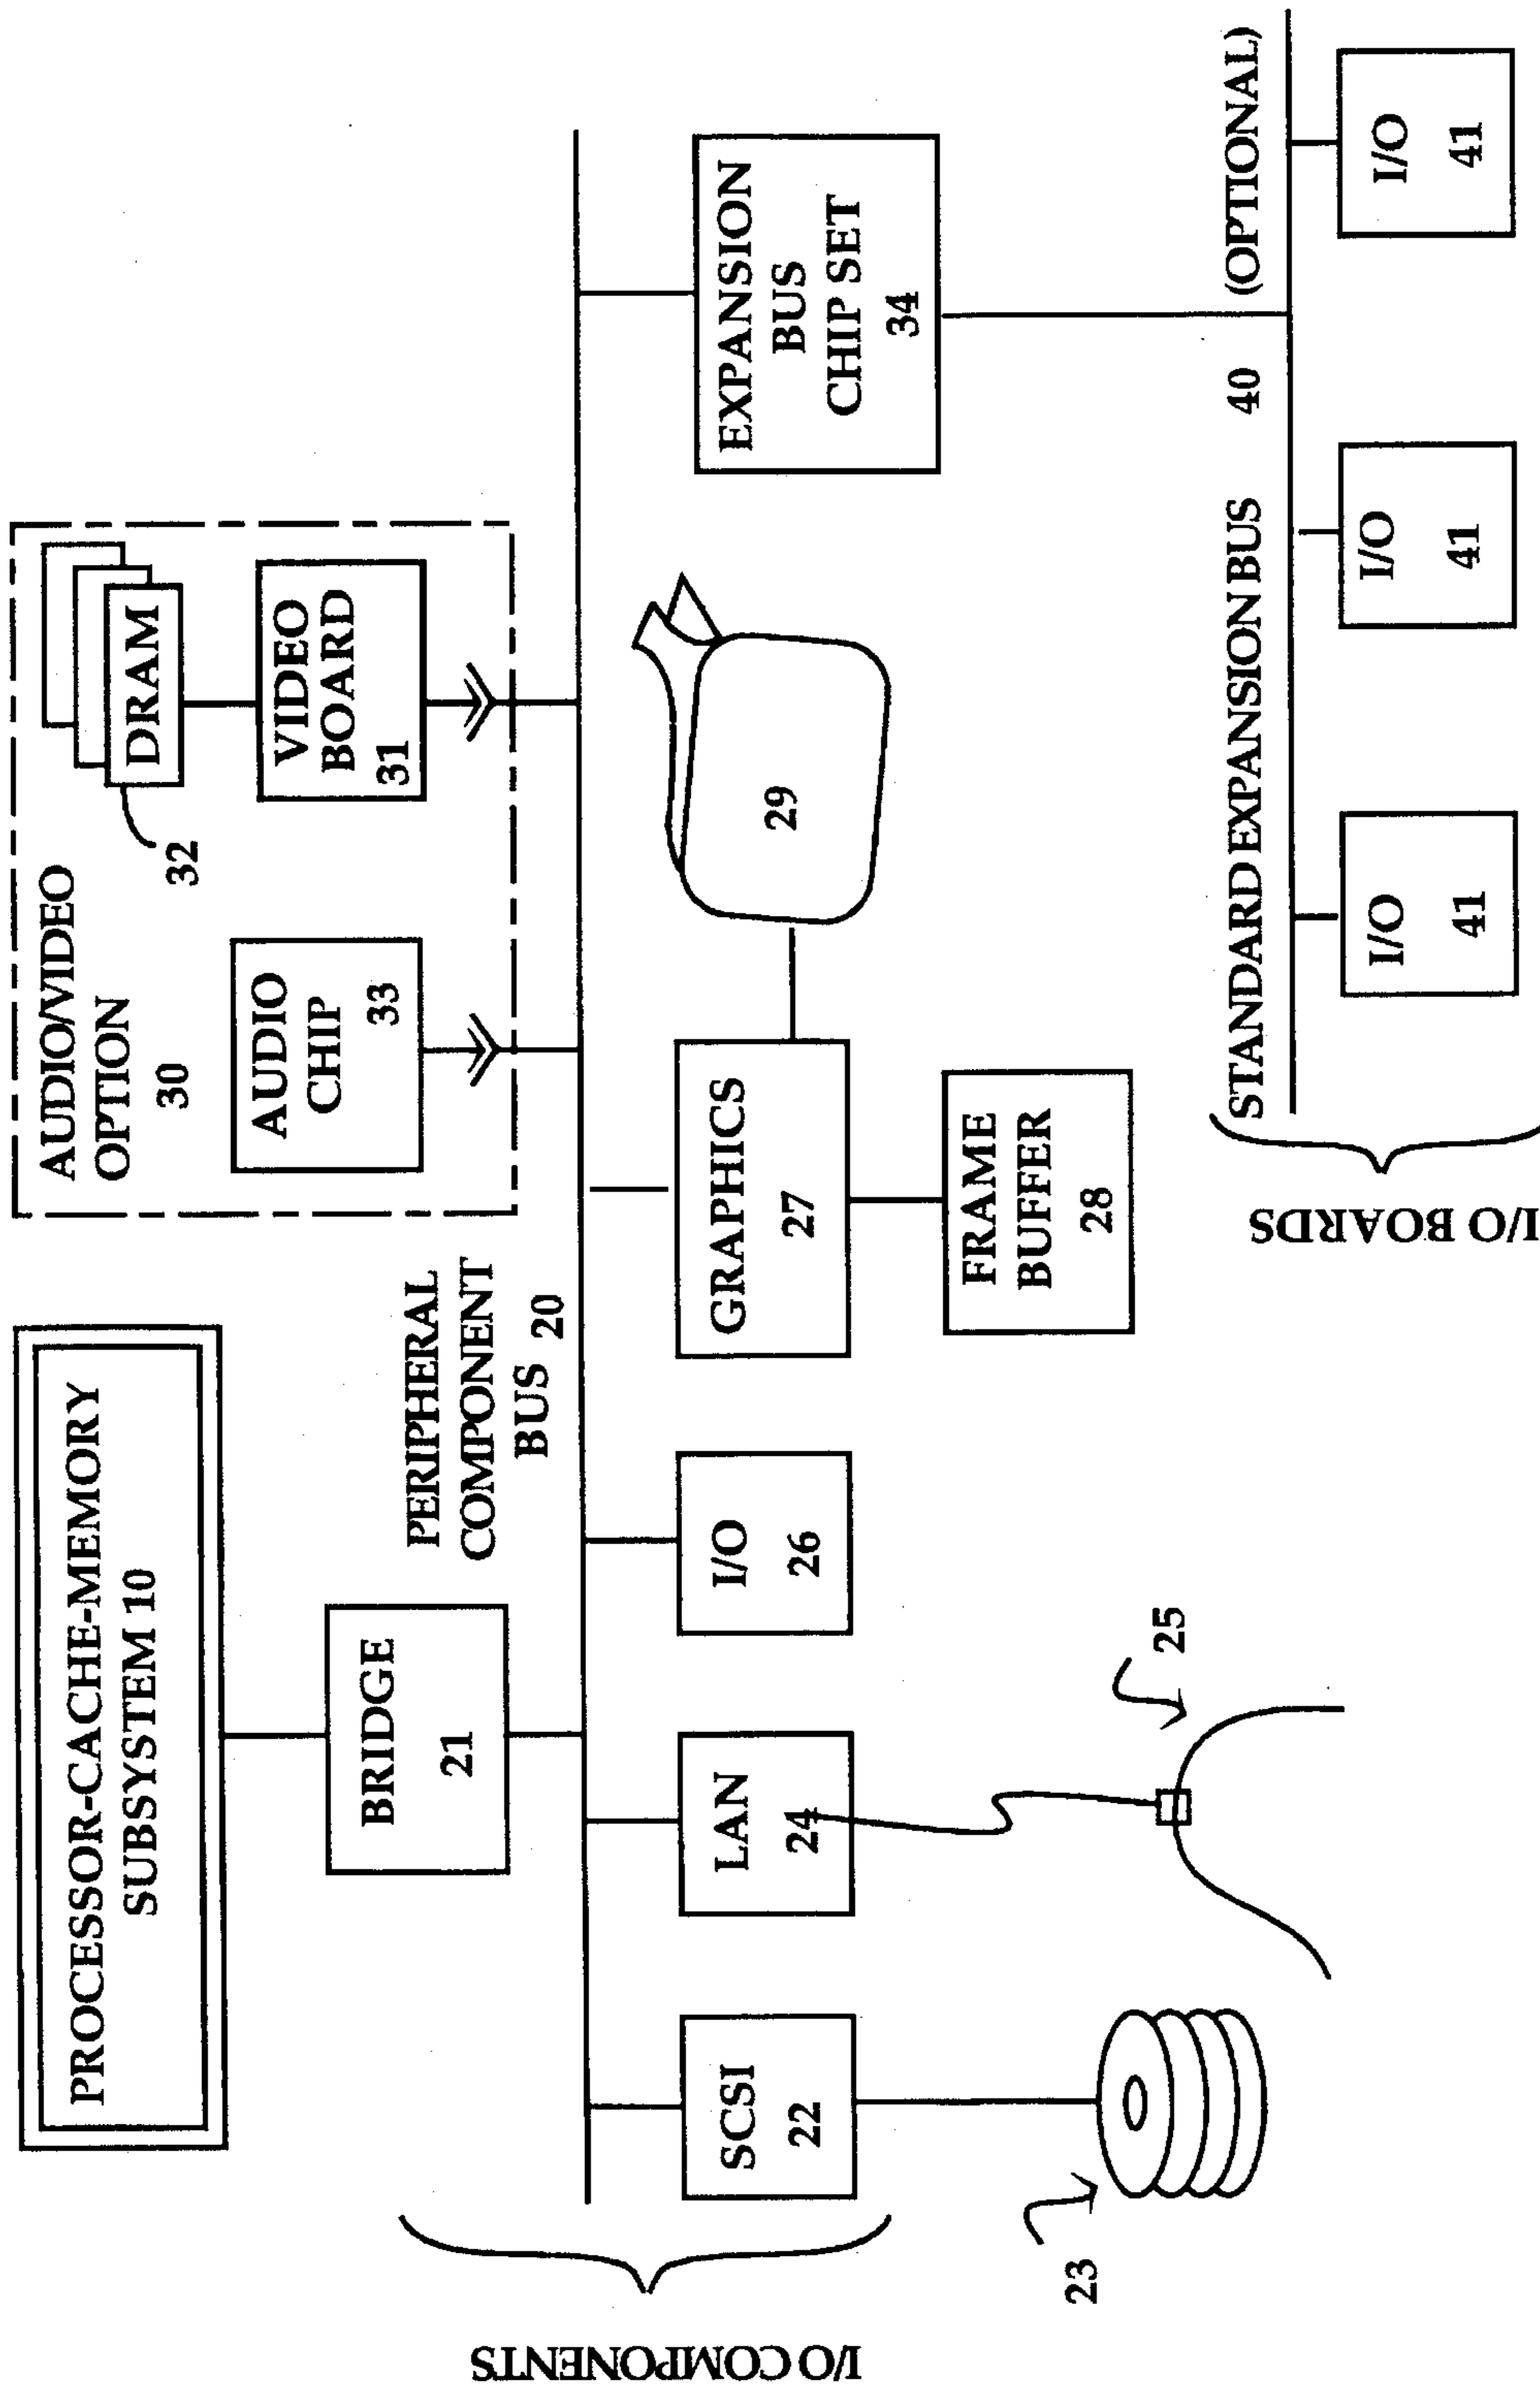 PROCESSOR-CACHE-MEMORY
SUBSYSTEM 10
AUDIO/VIDEO
OPTION
30
DRAM
32
AUDIO
CHIP
33
VIDEO
BOARD
31
BRIDGE
21
PERIPHERAL
COMPONENT
BUS 20
I/O COMPONENTS
SCSI
22
LAN
24
I/O
26
GRAPHICS
27
29
EXPANSION
BUS
CHIP SET
34
FRAME
BUFFER
28
23
25
STANDARD EXPANSION BUS 40 (OPTIONAL)
I/O BOARDS
I/O
41
I/O
41
I/O
41